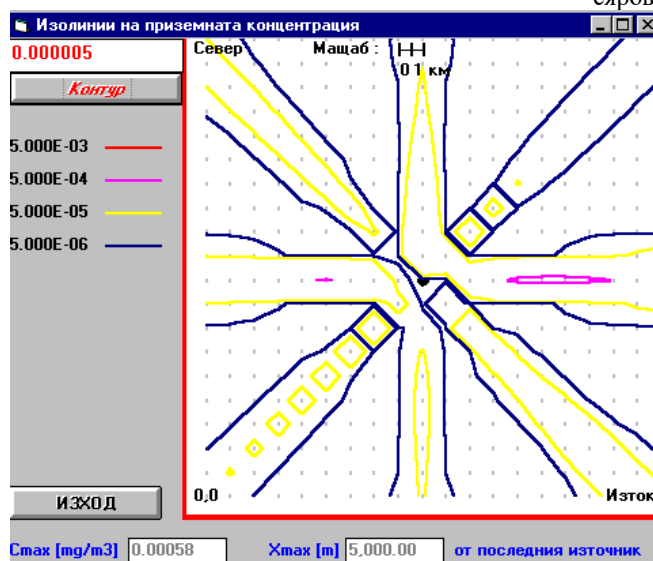 Изолинии на приземната концентрация
0.000005
Контур
5.000E-03
5.000E-04
5.000E-05
5.000E-06
ИЗХОД
Север
Мащаб :
0 1 км
0,0
Изток
Cmax [mg/m3] 0.00058 Xmax [m] 5,000.00 от последния източник